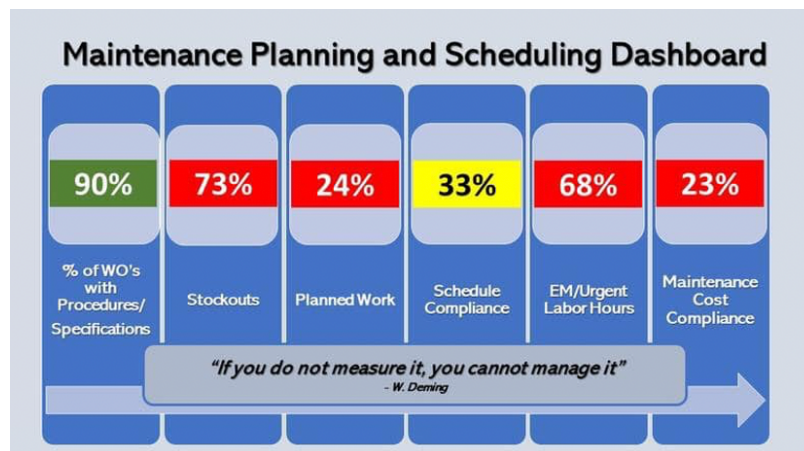 Maintenance Planning and Scheduling Dashboard
90%
73%
24%
33%
68%
23%
% of WO's
with
Procedures/
Specifications
Stockouts
Planned Work
Schedule
Compliance
EM/Urgent
Labor Hours
Maintenance
Cost
Compliance
“If you do not measure it, you cannot manage it”
- W. Deming